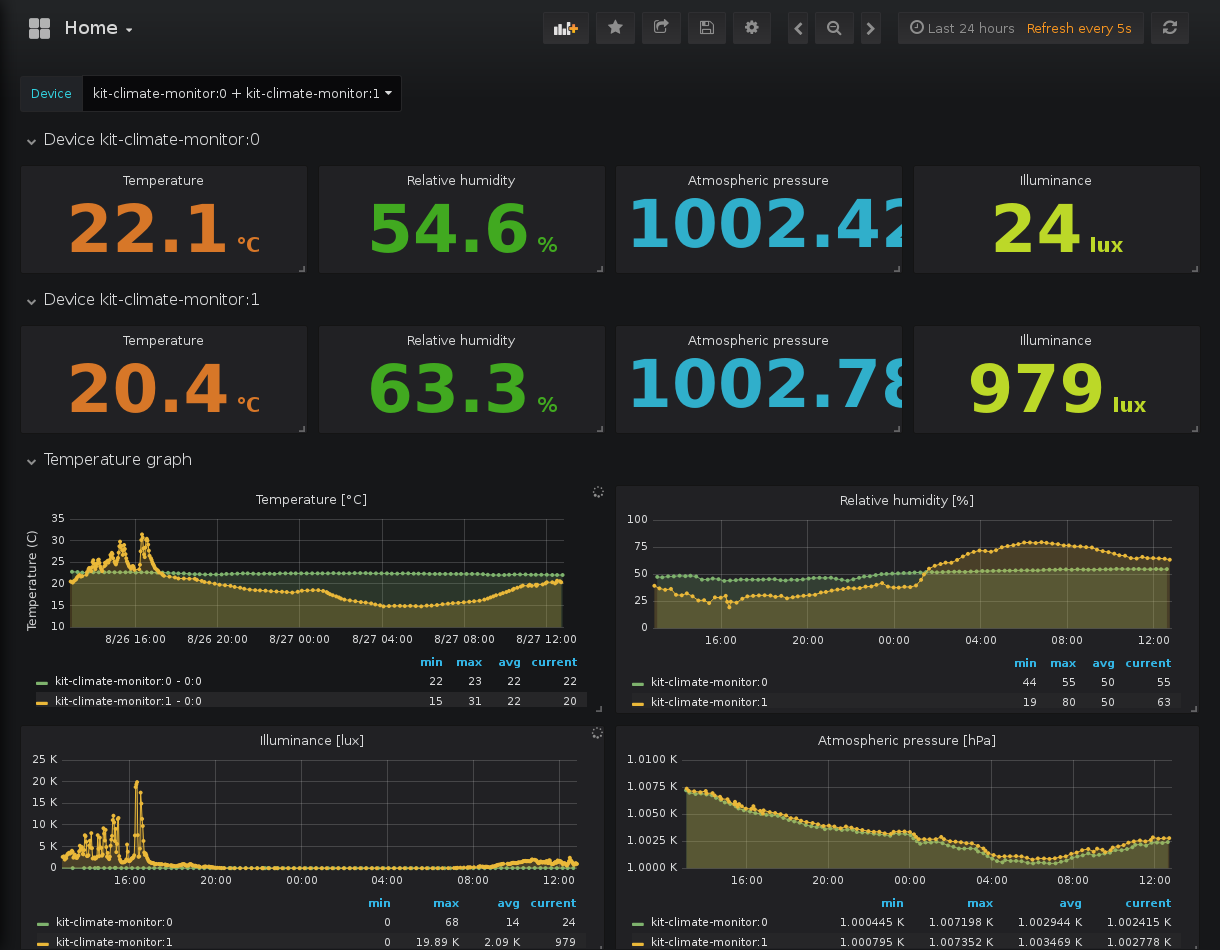 Home
Last 24 hours Refresh every 5s
Device kit-climate-monitor:0 + kit-climate-monitor:1
Device kit-climate-monitor:0
Temperature Relative humidity Atmospheric pressure Illuminance
22.1 °C 54.6 % 1002.42 24 lux
Device kit-climate-monitor:1
Temperature Relative humidity Atmospheric pressure Illuminance
20.4 °C 63.3 % 1002.78 979 lux
Temperature graph
Temperature [°C]
Temperature (C)
35
30
25
20
15
10
8/26 16:00 8/26 20:00 8/27 00:00 8/27 04:00 8/27 08:00 8/27 12:00
min max avg current
kit-climate-monitor:0 - 0:0 22 23 22 22
kit-climate-monitor:1 - 0:0 15 31 22 20
Relative humidity [%]
100
75
50
25
0
16:00 20:00 00:00 04:00 08:00 12:00
min max avg current
kit-climate-monitor:0 44 55 50 55
kit-climate-monitor:1 19 80 50 63
Illuminance [lux]
25 K
20 K
15 K
10 K
5 K
0
16:00 20:00 00:00 04:00 08:00 12:00
min max avg current
kit-climate-monitor:0 0 68 14 24
kit-climate-monitor:1 0 19.89 K 2.09 K 979
Atmospheric pressure [hPa]
1.0100 K
1.0075 K
1.0050 K
1.0025 K
1.0000 K
16:00 20:00 00:00 04:00 08:00 12:00
min max avg current
kit-climate-monitor:0 1.000445 K 1.007198 K 1.002944 K 1.002415 K
kit-climate-monitor:1 1.000795 K 1.007352 K 1.003469 K 1.002778 K